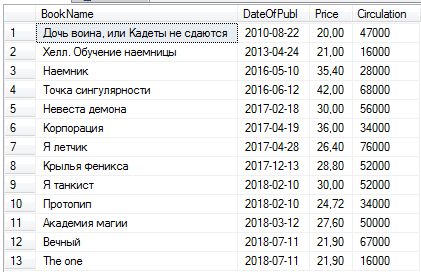 BookName DateOfPubl Price Circulation
1 Дочь воина, или Кадеты не сдаются 2010-08-22 20,00 47000
2 Хелл. Обучение наемницы 2013-04-24 21,00 16000
3 Наемник 2016-05-10 35,40 28000
4 Точка сингулярности 2016-06-12 42,00 68000
5 Невеста демона 2017-02-18 30,00 56000
6 Корпорация 2017-04-19 36,00 34000
7 Я летчик 2017-04-28 26,40 76000
8 Крылья феникса 2017-12-13 28,80 52000
9 Я танкист 2018-02-10 30,00 52000
10 Прототип 2018-02-10 24,72 34000
11 Академия магии 2018-03-12 27,60 50000
12 Вечный 2018-07-11 21,90 67000
13 The one 2018-07-11 21,90 16000